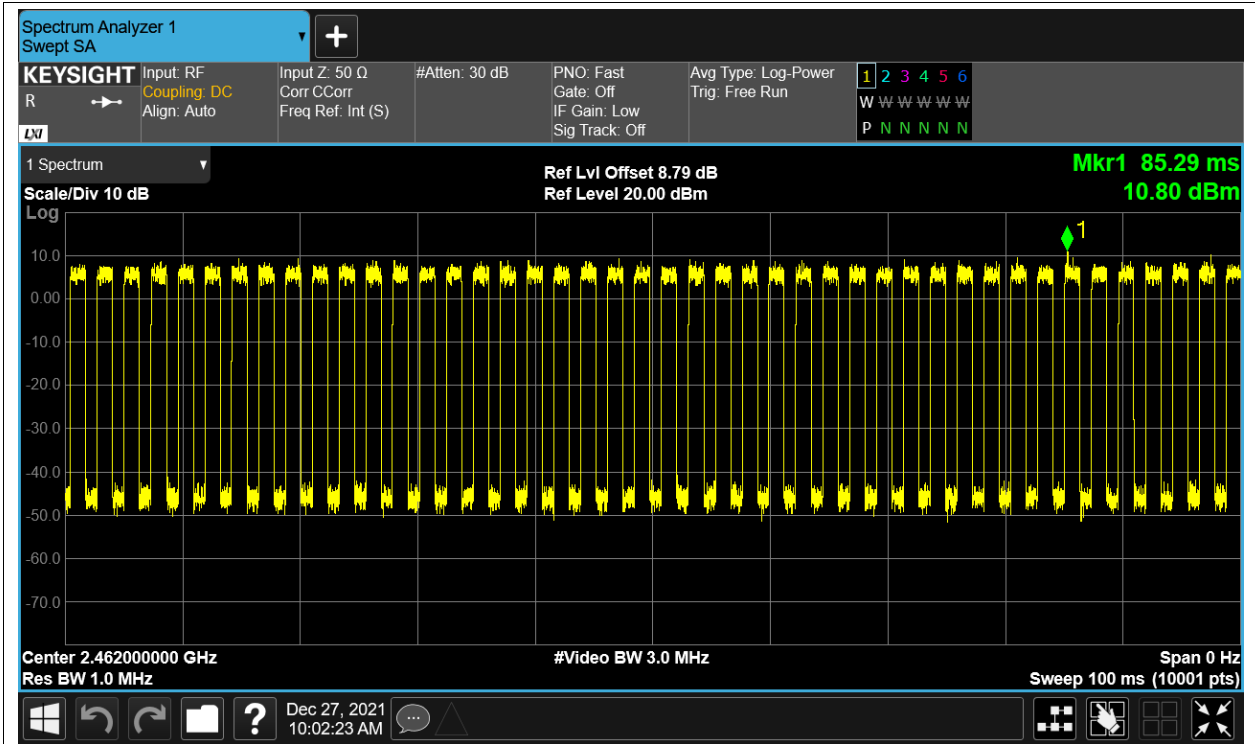 Spectrum Analyzer 1
Swept SA
KEYSIGHT
R
LXI
Input: RF
Coupling: DC
Align: Auto
Input Z: 50 Ω
Corr CCorr
Freq Ref: Int (S)
#Atten: 30 dB
PNO: Fast
Gate: Off
IF Gain: Low
Sig Track: Off
Avg Type: Log-Power
Trig: Free Run
1 2 3 4 5 6
W W W W W W
P N N N N N
1 Spectrum
Scale/Div 10 dB
Ref Lvl Offset 8.79 dB
Ref Level 20.00 dBm
Mkr1 85.29 ms
10.80 dBm
Log
1
10.0
0.00
-10.0
-20.0
-30.0
-40.0
-50.0
-60.0
-70.0
Center 2.462000000 GHz
#Video BW 3.0 MHz
Span 0 Hz
Res BW 1.0 MHz
Sweep 100 ms (10001 pts)
?
Dec 27, 2021
10:02:23 AM